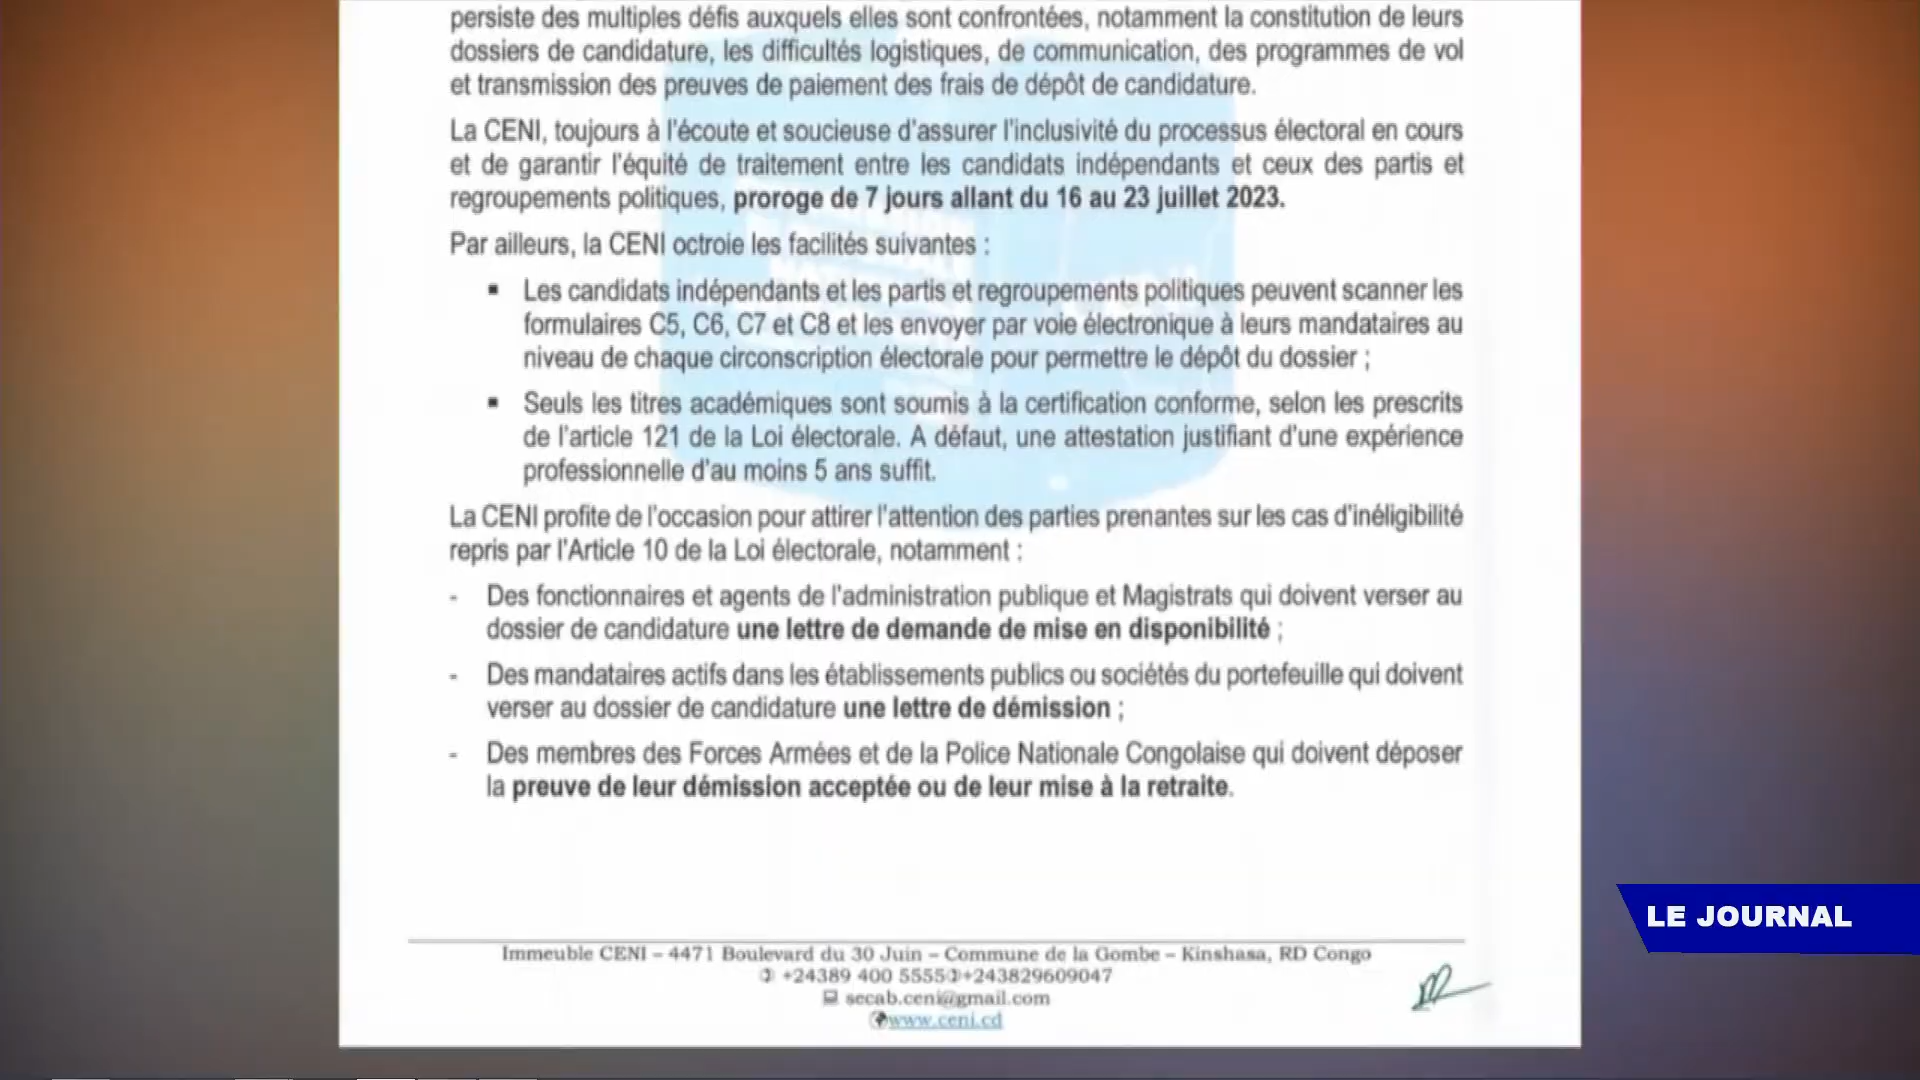 persiste des multiples défis auxquels elles sont confrontées, notamment la constitution de leurs
dossiers de candidature, les difficultés logistiques, de communication, des programmes de vol
et transmission des preuves de paiement des frais de dépôt de candidature.
La CENI, toujours à l'écoute et soucieuse d'assurer l'inclusivité du processus électoral en cours
et de garantir l'équité de traitement entre les candidats indépendants et ceux des partis et
regroupements politiques, proroge de 7 jours allant du 16 au 23 juillet 2023.
Par ailleurs, la CENI octroie les facilités suivantes :
▪ Les candidats indépendants et les partis et regroupements politiques peuvent scanner les
formulaires C5, C6, C7 et C8 et les envoyer par voie électronique à leurs mandataires au
niveau de chaque circonscription électorale pour permettre le dépôt du dossier ;
▪ Seuls les titres académiques sont soumis à la certification conforme, selon les prescrits
de l'article 121 de la Loi électorale. A défaut, une attestation justifiant d'une expérience
professionnelle d'au moins 5 ans suffit.
La CENI profite de l'occasion pour attirer l'attention des parties prenantes sur les cas d'inéligibilité
repris par l'Article 10 de la Loi électorale, notamment :
- Des fonctionnaires et agents de l'administration publique et Magistrats qui doivent verser au
dossier de candidature une lettre de demande de mise en disponibilité ;
- Des mandataires actifs dans les établissements publics ou sociétés du portefeuille qui doivent
verser au dossier de candidature une lettre de démission ;
- Des membres des Forces Armées et de la Police Nationale Congolaise qui doivent déposer
la preuve de leur démission acceptée ou de leur mise à la retraite.
LE JOURNAL
Immeuble CENI – 4471 Boulevard du 30 Juin – Commune de la Gombe – Kinshasa, RD Congo
+24389 400 5555 +243829609047
secab.ceni@gmail.com
www.ceni.cd